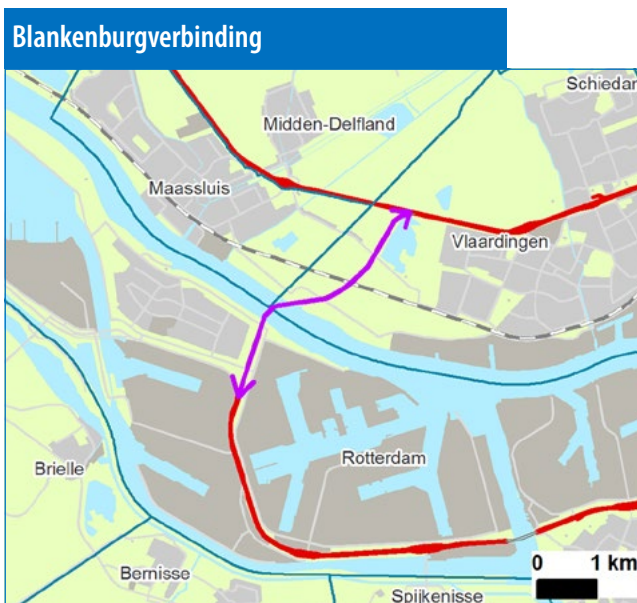 Blankenburgverbinding
Schiedam
Midden-Delfland
Maassluis
Vlaardingen
Rotterdam
Brielle
Bernisse
0 1 km
Spijkenisse